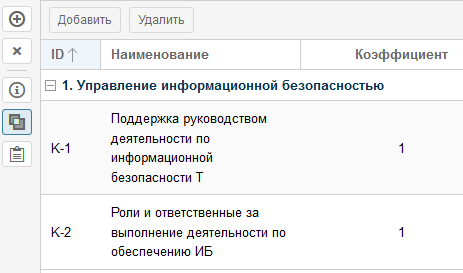 Добавить Удалить
ID Наименование Коэффициент
1. Управление информационной безопасностью
Поддержка руководством
деятельности по
K-1 информационной 1
безопасности Т
Роли и ответственные за
K-2 выполнение деятельности по 1
обеспечению ИБ